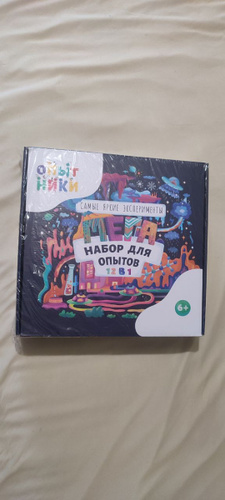 опыт
ники
САМЫЕ ЯРКИЕ ЭКСПЕРИМЕНТЫ
МЕГА
НАБОР ДЛЯ
ОПЫТОВ
12 В 1
6+